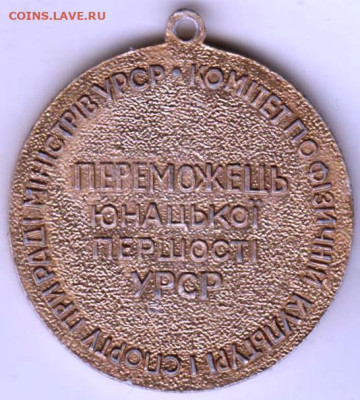 COINS.LAVE.RU
КОМІТЕТ ПО ФІЗИЧНІЙ КУЛЬТУРІ І СПОРТУ ПРИ РАДІ МІНІСТРІВ УРСР
ПЕРЕМОЖЕЦЬ
ЮНАЦЬКОЇ
ПЕРШОСТІ
УРСР